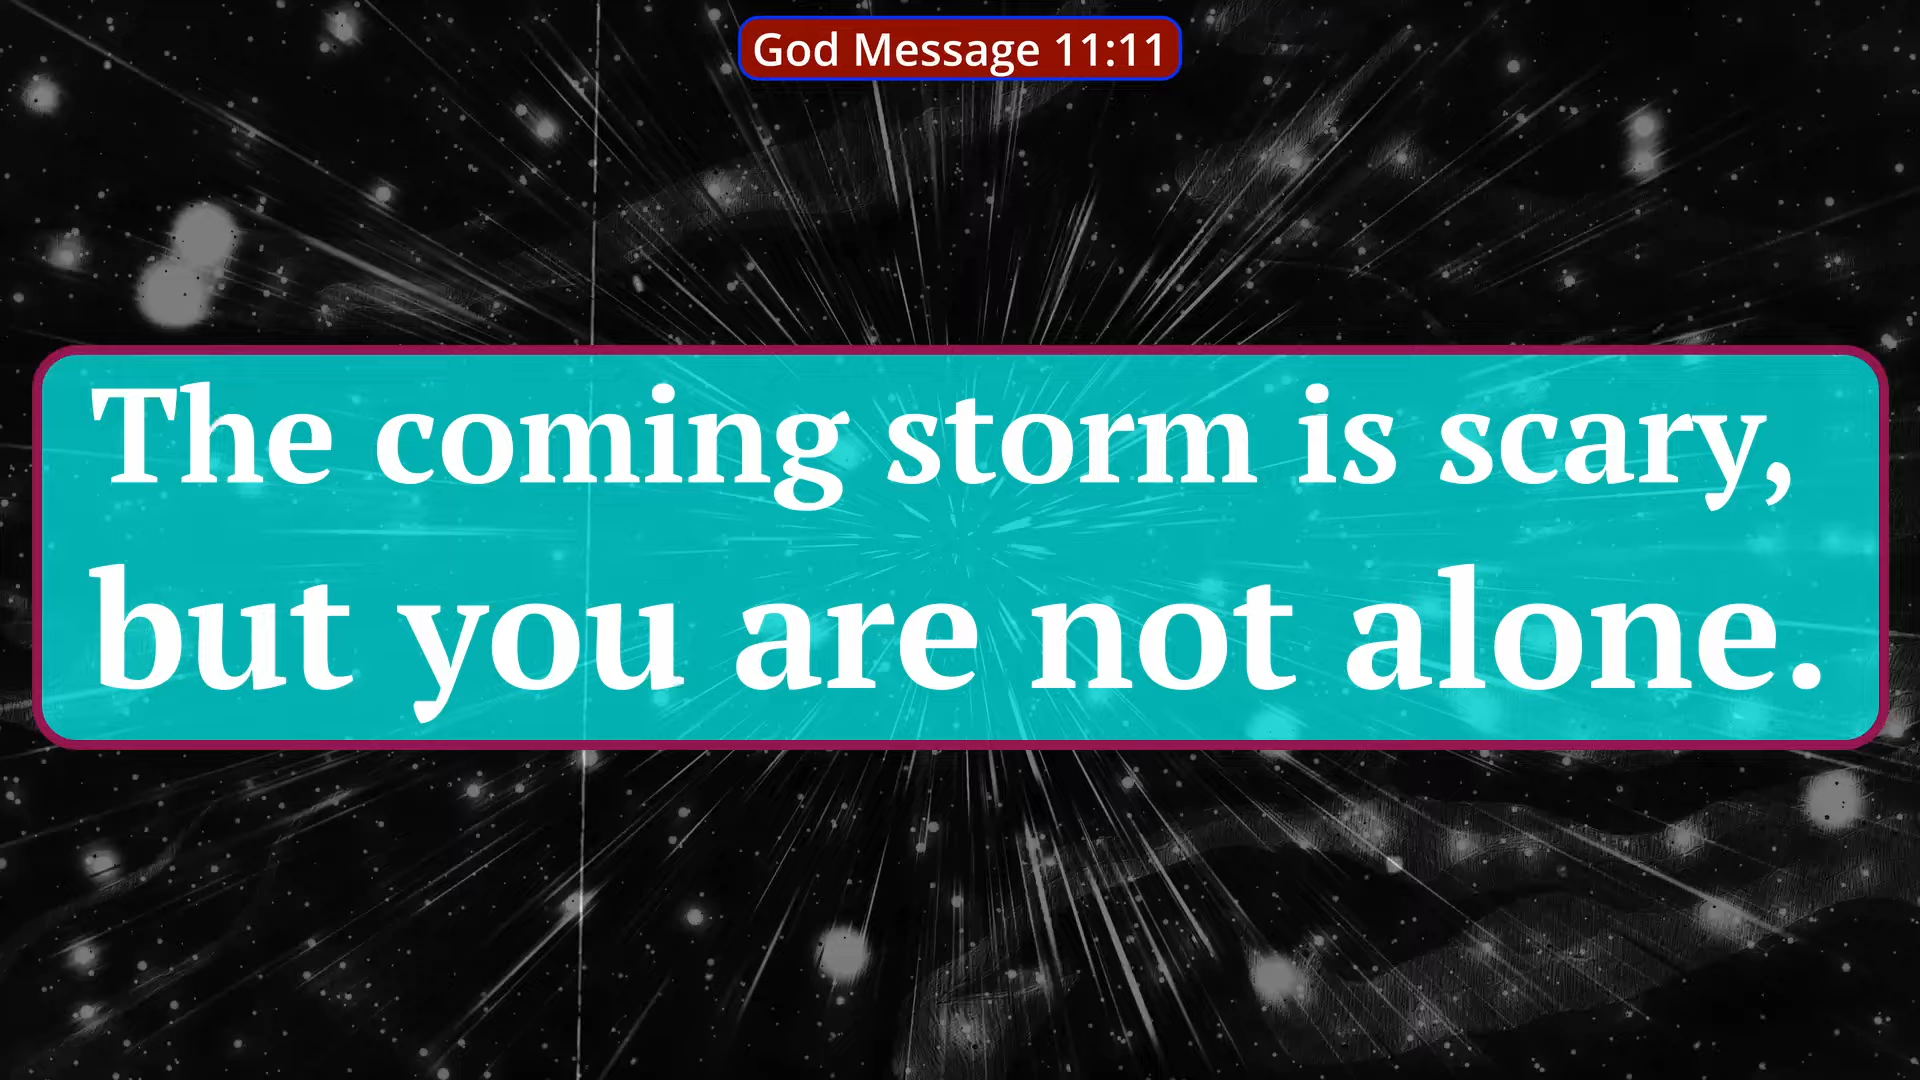 God Message 11:11
The coming storm is scary,
but you are not alone.